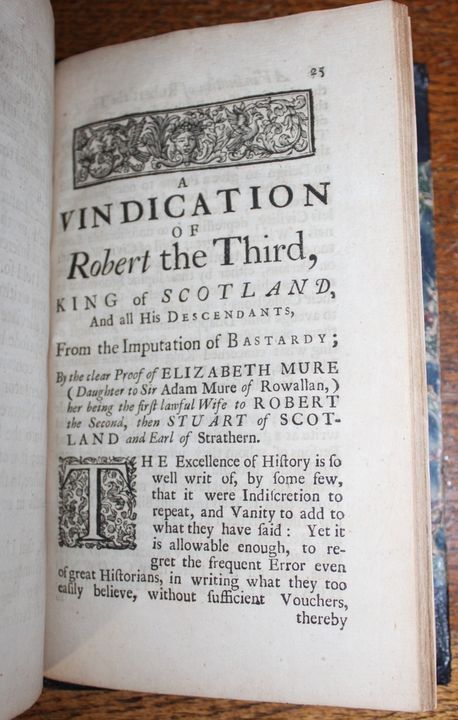 25
A
VINDICATION
OF
Robert the Third,
KING of SCOTLAND,
And all His DESCENDANTS,
From the Imputation of BASTARDY;
By the clear Proof of ELIZABETH MURE
(Daughter to Sir Adam Mure of Rowallan,)
her being the firſt lawful Wife to ROBERT
the Second, then STUART of SCOT-
LAND and Earl of Strathern.
THE Excellence of Hiſtory is ſo
well writ of, by ſome few,
that it were Indiſcretion to
repeat, and Vanity to add to
what they have ſaid: Yet it
is allowable enough, to re-
gret the frequent Error even
of great Hiſtorians, in writing what they too
eaſily believe, without ſufficient Vouchers,
thereby